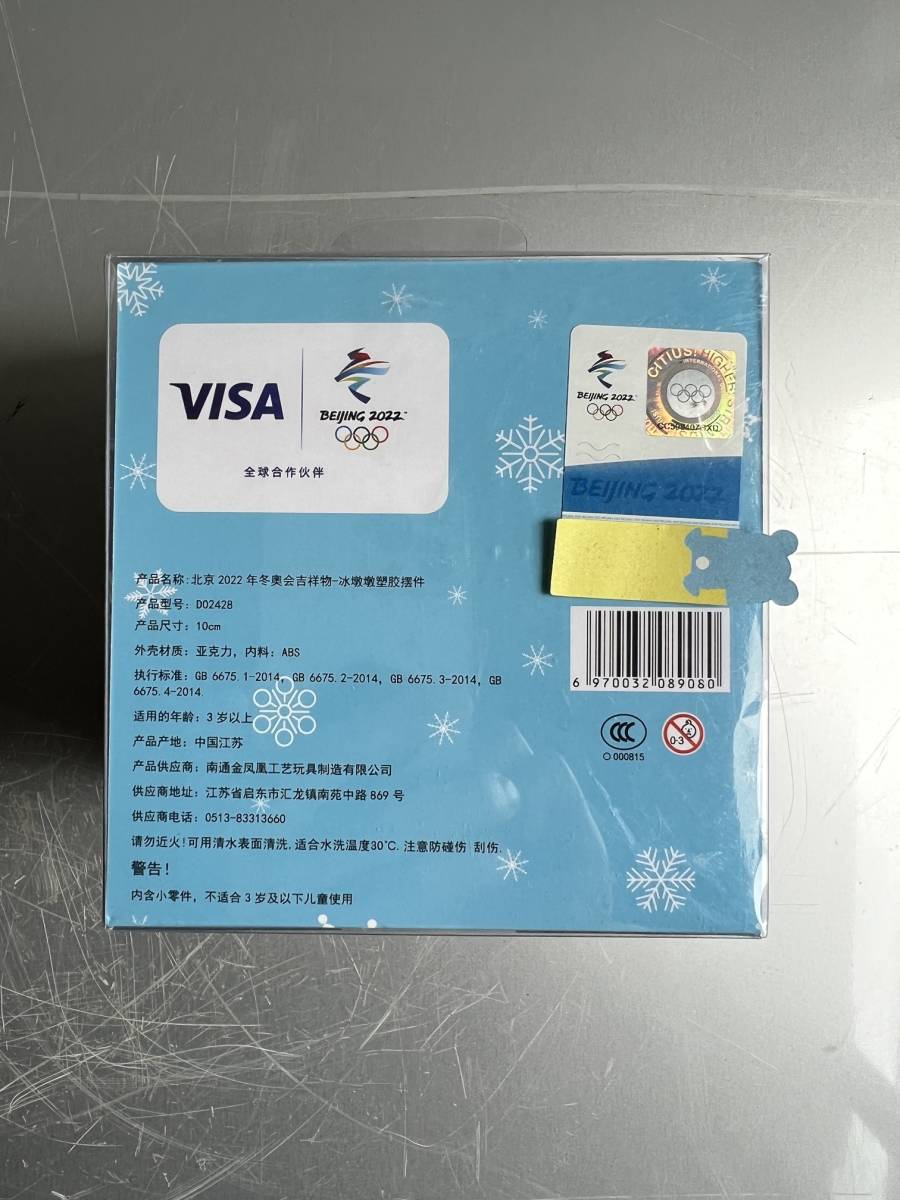 VISA
BEIJING 2022
全球合作伙伴
BEIJING 2022
CITIUS
HIGHER
BEIJING 2022
产品名称:北京 2022 年冬奥会吉祥物-冰墩墩塑胶摆件
产品型号: D02428
产品尺寸: 10cm
外壳材质: 亚克力, 内料: ABS
执行标准: GB 6675.1-2014, GB 6675.2-2014, GB 6675.3-2014, GB
6675.4-2014.
适用的年龄: 3 岁以上
产品产地: 中国江苏
产品供应商: 南通金凤凰工艺玩具制造有限公司
供应商地址: 江苏省启东市汇龙镇南苑中路 869 号
供应商电话: 0513-83313660
请勿近火!可用清水表面清洗,适合水洗温度30℃.注意防碰伤 刮伤.
警告!
内含小零件, 不适合 3 岁及以下儿童使用
6 970032 089080
CCC
000815
0-3